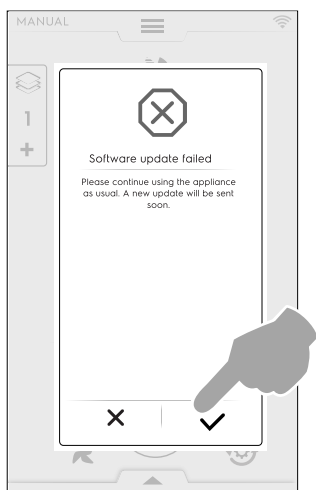 MANUAL
1
+
Software update failed
Please continue using the appliance
as usual. A new update will be sent
soon.